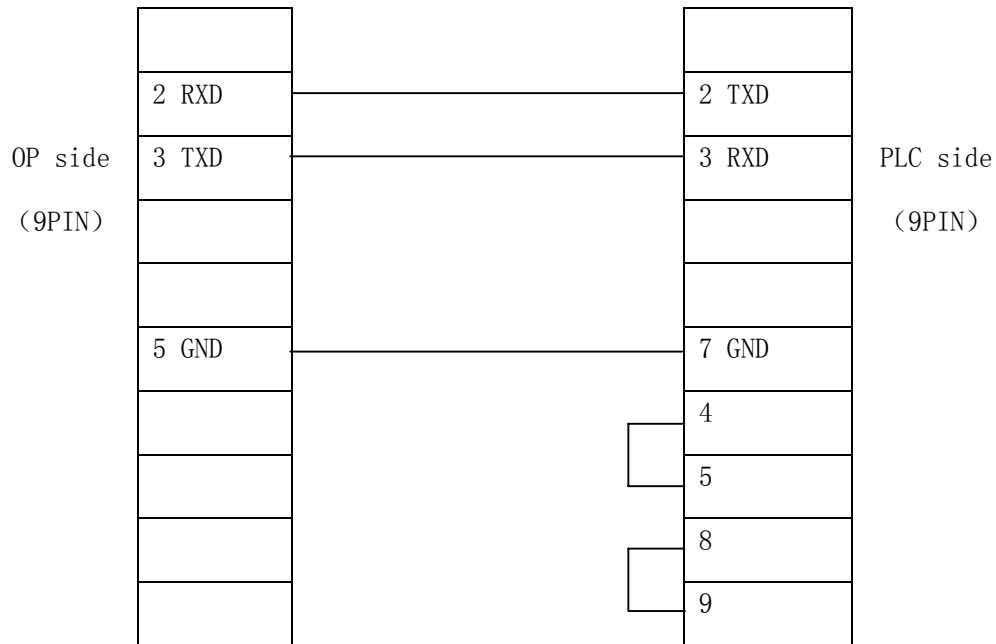 2 RXD
2 TXD
OP side
3 TXD
3 RXD
PLC side
（9PIN）
（9PIN）
5 GND
7 GND
4
5
8
9